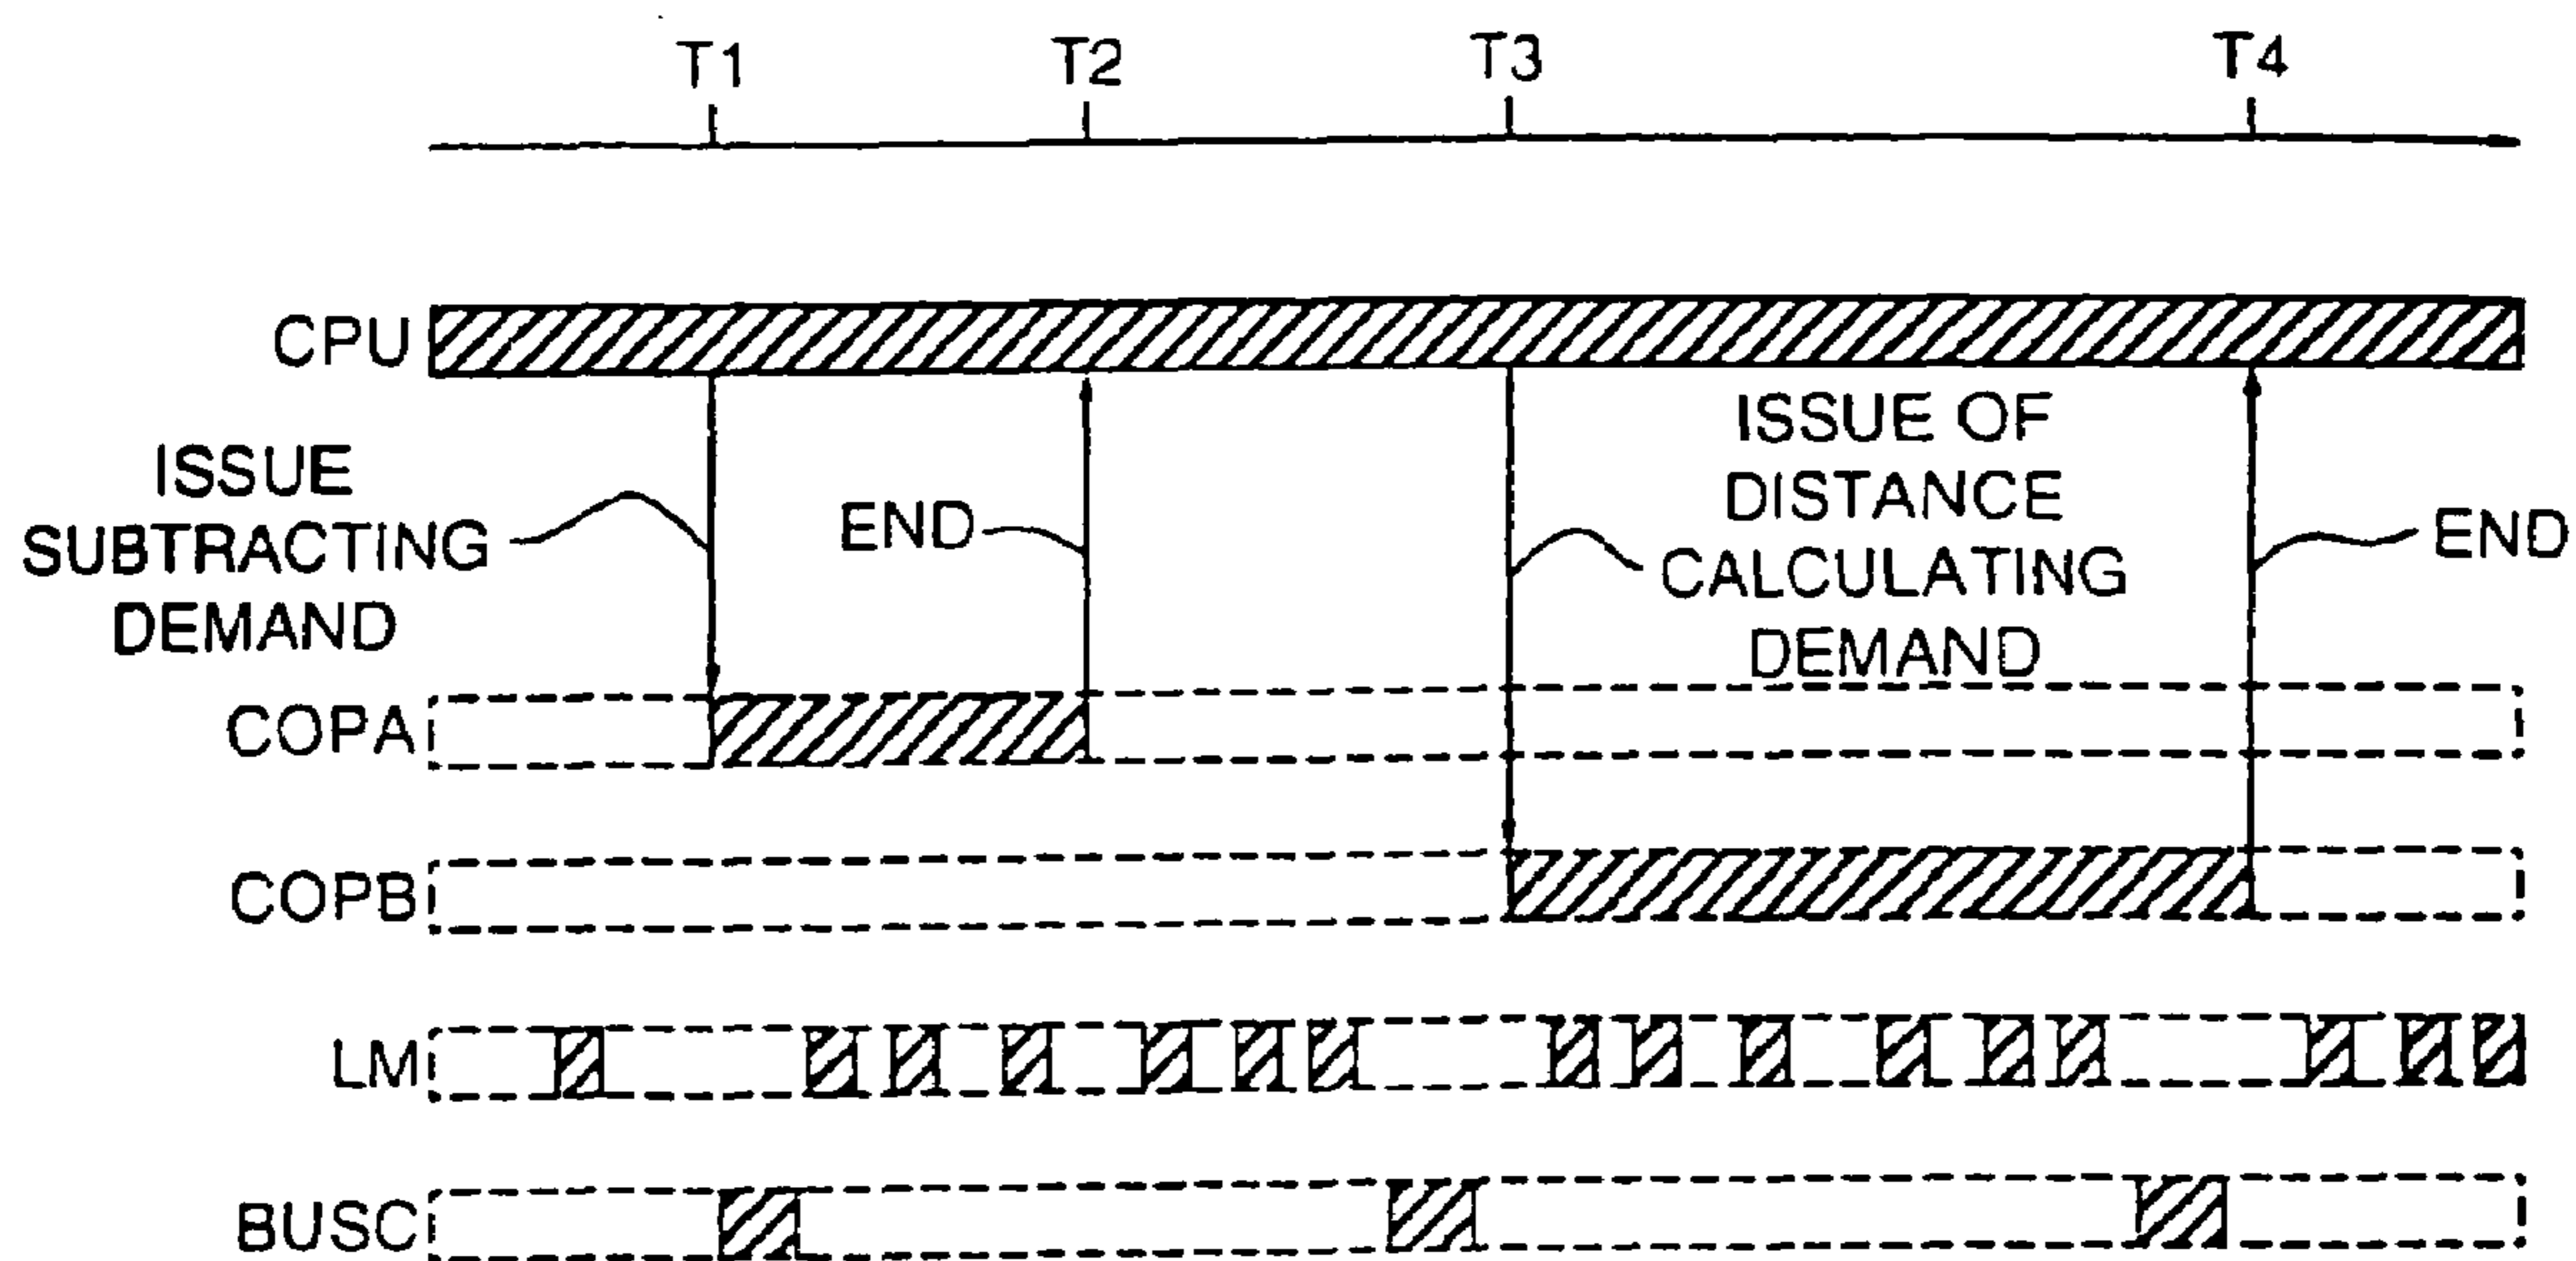 T1 T2 T3 T4
CPU
ISSUE
SUBTRACTING
DEMAND
END
ISSUE OF
DISTANCE
CALCULATING
DEMAND
END
COPA
COPB
LM
BUSC